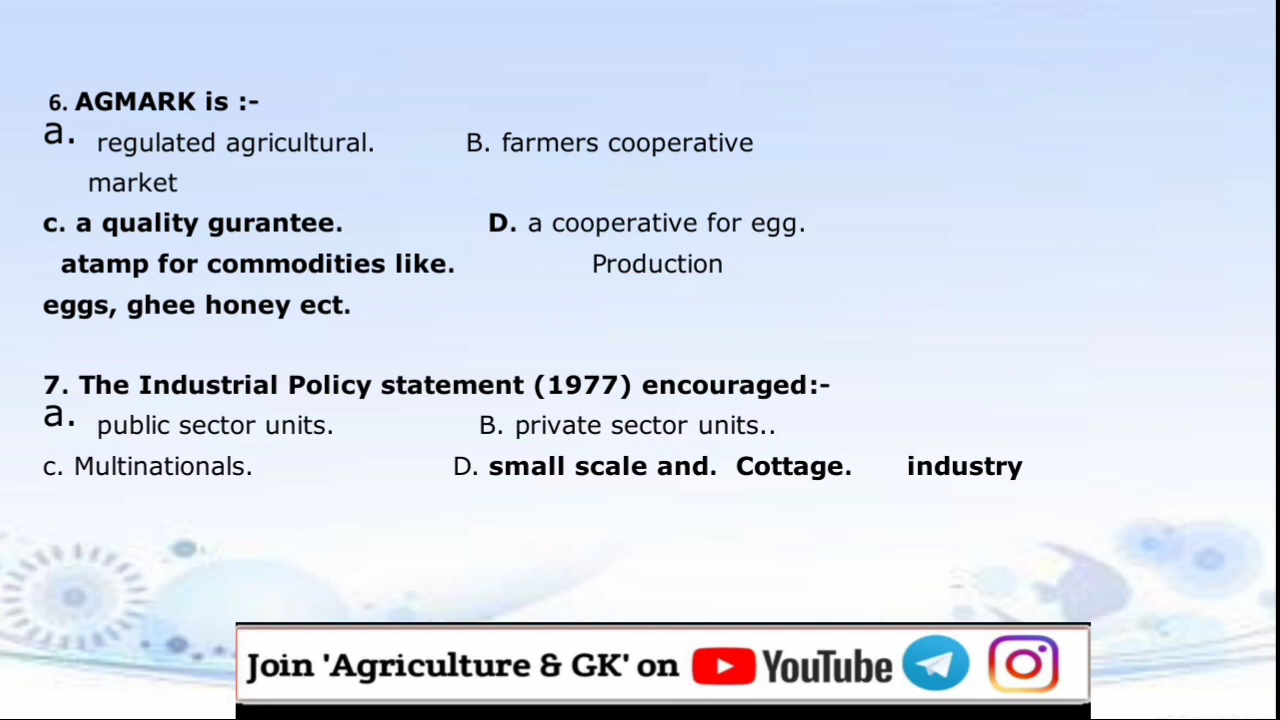 6. AGMARK is :-
a. regulated agricultural. B. farmers cooperative
market
c. a quality gurantee. D. a cooperative for egg.
atamp for commodities like. Production
eggs, ghee honey ect.
7. The Industrial Policy statement (1977) encouraged:-
a. public sector units. B. private sector units..
c. Multinationals. D. small scale and. Cottage. industry
Join 'Agriculture & GK' on YouTube